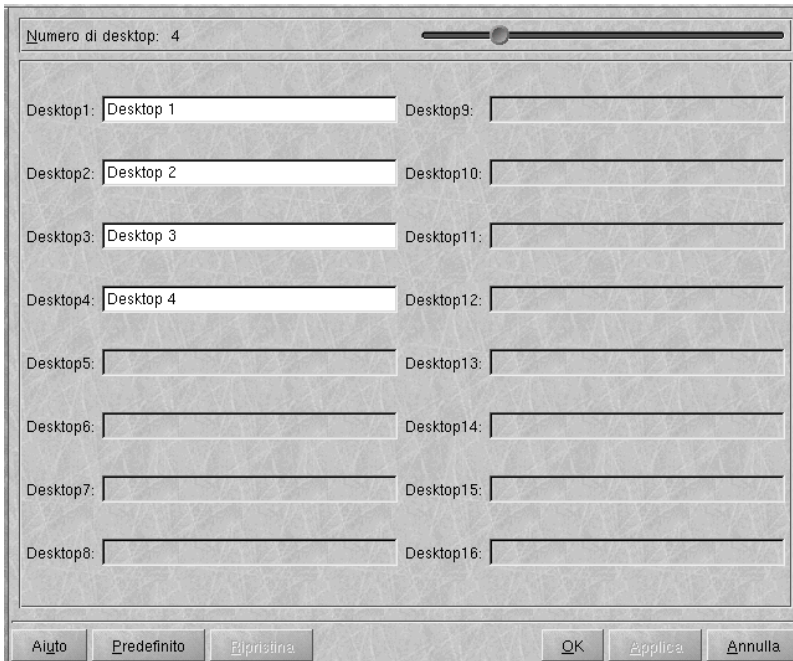 Numero di desktop: 4
Desktop1: Desktop 1
Desktop2: Desktop 2
Desktop3: Desktop 3
Desktop4: Desktop 4
Desktop5:
Desktop6:
Desktop7:
Desktop8:
Desktop9:
Desktop10:
Desktop11:
Desktop12:
Desktop13:
Desktop14:
Desktop15:
Desktop16:
Aiuto Predefinito Ripristina OK Applica Annulla